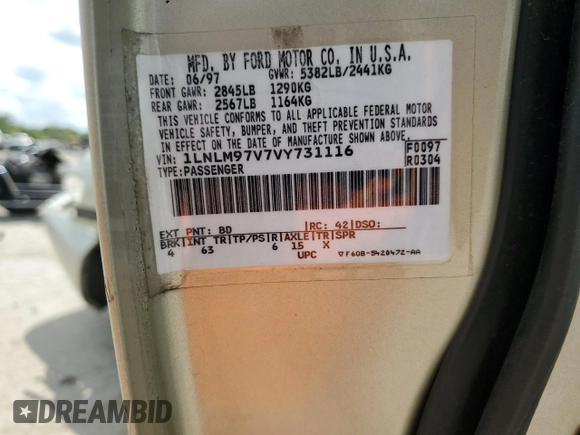 MFD. BY FORD MOTOR CO. IN U.S.A.
DATE: 06/97 GVWR: 5382LB/2441KG
FRONT GAWR: 2845LB 1290KG
REAR GAWR: 2567LB 1164KG
THIS VEHICLE CONFORMS TO ALL APPLICABLE FEDERAL MOTOR
VEHICLE SAFETY, BUMPER, AND THEFT PREVENTION STANDARDS
IN EFFECT ON THE DATE OF MANUFACTURE SHOWN ABOVE.
VIN: 1LNLM97V7VY731116 F0097
TYPE: PASSENGER R0304
EXT PNT: BD RC: 42 DSO:
BRK INT TR TP/PS R AXLE TR SPR
4 63 6 15 X
UPC ▽F60B-5420472-AA
DREAMBID